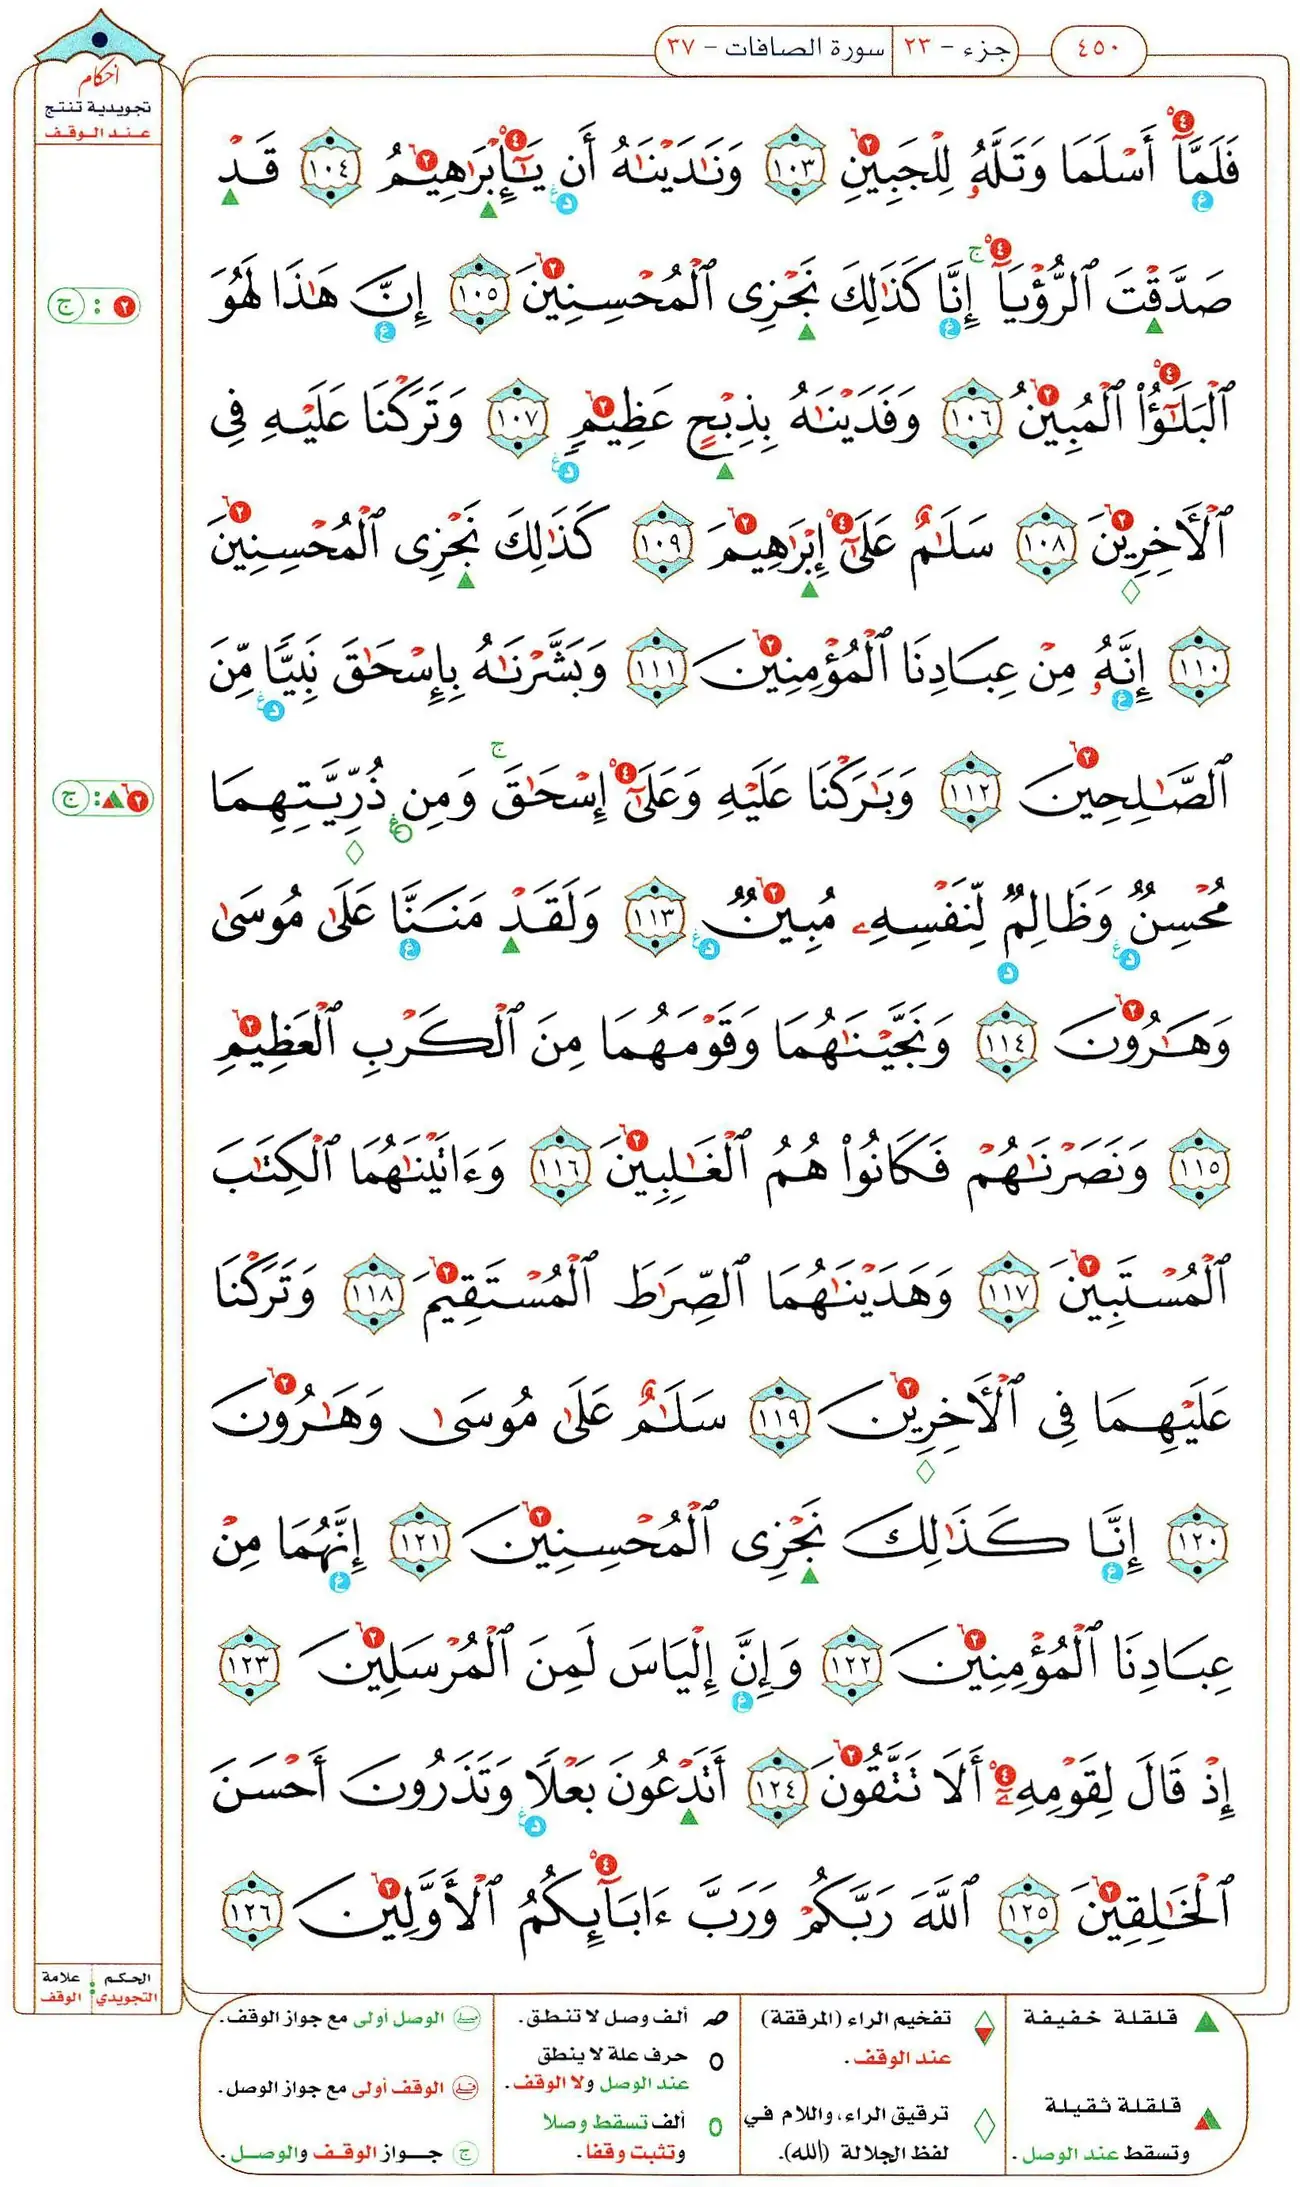 ٤٥٠
جزء - ٢٣
سورة الصافات - ٣٧
أحكام
تجويدية تنتج
عند الوقف
فَلَمَّآ أَسْلَمَا وَتَلَّهُۥ لِلْجَبِينِ ١٠٣ وَنَٰدَيْنَٰهُ أَن يَٰٓإِبْرَٰهِيمُ ١٠٤ قَدْ
صَدَّقْتَ ٱلرُّءْيَآ ۚ إِنَّا كَذَٰلِكَ نَجْزِى ٱلْمُحْسِنِينَ ١٠٥ إِنَّ هَٰذَا لَهُوَ
ٱلْبَلَٰٓؤُا۟ ٱلْمُبِينُ ١٠٦ وَفَدَيْنَٰهُ بِذِبْحٍ عَظِيمٍ ١٠٧ وَتَرَكْنَا عَلَيْهِ فِى
ٱلْأَخِرِينَ ١٠٨ سَلَٰمٌ عَلَىٰٓ إِبْرَٰهِيمَ ١٠٩ كَذَٰلِكَ نَجْزِى ٱلْمُحْسِنِينَ
١١٠ إِنَّهُۥ مِنْ عِبَادِنَا ٱلْمُؤْمِنِينَ ١١١ وَبَشَّرْنَٰهُ بِإِسْحَٰقَ نَبِيًّا مِّنَ
ٱلصَّٰلِحِينَ ١١٢ وَبَٰرَكْنَا عَلَيْهِ وَعَلَىٰٓ إِسْحَٰقَ ۚ وَمِن ذُرِّيَّتِهِمَا
مُحْسِنٌ وَظَالِمٌ لِّنَفْسِهِۦ مُبِينٌ ١١٣ وَلَقَدْ مَنَنَّا عَلَىٰ مُوسَىٰ
وَهَٰرُونَ ١١٤ وَنَجَّيْنَٰهُمَا وَقَوْمَهُمَا مِنَ ٱلْكَرْبِ ٱلْعَظِيمِ
١١٥ وَنَصَرْنَٰهُمْ فَكَانُوا۟ هُمُ ٱلْغَٰلِبِينَ ١١٦ وَءَاتَيْنَٰهُمَا ٱلْكِتَٰبَ
ٱلْمُسْتَبِينَ ١١٧ وَهَدَيْنَٰهُمَا ٱلصِّرَٰطَ ٱلْمُسْتَقِيمَ ١١٨ وَتَرَكْنَا
عَلَيْهِمَا فِى ٱلْأَخِرِينَ ١١٩ سَلَٰمٌ عَلَىٰ مُوسَىٰ وَهَٰرُونَ
١٢٠ إِنَّا كَذَٰلِكَ نَجْزِى ٱلْمُحْسِنِينَ ١٢١ إِنَّهُمَا مِنْ
عِبَادِنَا ٱلْمُؤْمِنِينَ ١٢٢ وَإِنَّ إِلْيَاسَ لَمِنَ ٱلْمُرْسَلِينَ ١٢٣
إِذْ قَالَ لِقَوْمِهِۦٓ أَلَا تَتَّقُونَ ١٢٤ أَتَدْعُونَ بَعْلًا وَتَذَرُونَ أَحْسَنَ
ٱلْخَٰلِقِينَ ١٢٥ ٱللَّهَ رَبَّكُمْ وَرَبَّ ءَابَآئِكُمُ ٱلْأَوَّلِينَ ١٢٦
٢ : ج
٢ : ج
الحكم التجويدي : علامة الوقف
قلقلة خفيفة
قلقلة ثقيلة
وتسقط عند الوصل.
تفخيم الراء (المرققة)
عند الوقف.
ترقيق الراء، واللام في
لفظ الجلالة (الله).
ألف وصل لا تنطق.
حرف علة لا ينطق
عند الوصل ولا الوقف.
ألف تسقط وصلا
وتثبت وقفا.
الوصل أولى مع جواز الوقف.
الوقف أولى مع جواز الوصل.
جواز الوقف والوصل.